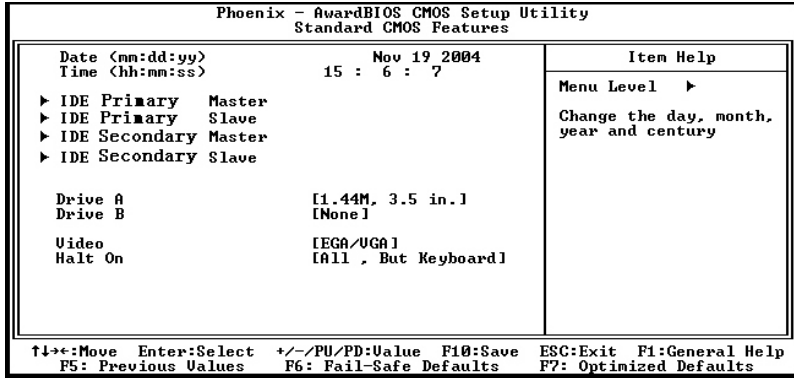 Phoenix - AwardBIOS CMOS Setup Utility
Standard CMOS Features
Date (mm:dd:yy) Nov 19 2004
Time (hh:mm:ss) 15 : 6 : 7
► IDE Primary Master
► IDE Primary Slave
► IDE Secondary Master
► IDE Secondary Slave
Drive A [1.44M, 3.5 in.]
Drive B [None]
Video [EGA/VGA]
Halt On [All , But Keyboard]
Item Help
Menu Level ►
Change the day, month,
year and century
↑↓→←:Move Enter:Select +/-/PU/PD:Value F10:Save ESC:Exit F1:General Help
F5: Previous Values F6: Fail-Safe Defaults F7: Optimized Defaults